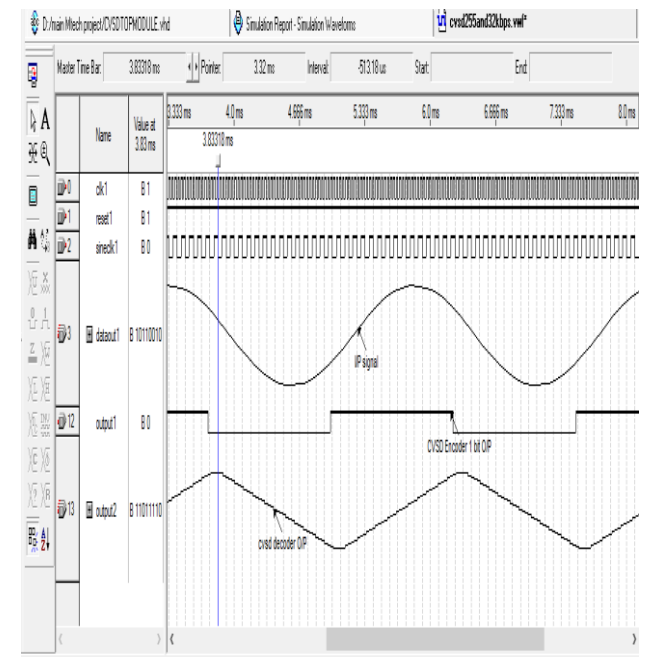 D:/main Mtech project/CVSDTOPMODULE.vhd
Simulation Report - Simulation Waveforms
cvsd255and32kbps.vwf*
Master Time Bar: 3.83318 ms Pointer: 3.32 ms Interval: -513.18 us Start: End:
Name
Value at
3.83 ms
3.333 ms 4.0 ms 4.666 ms 5.333 ms 6.0 ms 6.666 ms 7.333 ms 8.0 ms
3.83318 ms
0 clk1 B 1
1 reset1 B 1
2 sineclk1 B 0
3 dataout1 B 10110010
I/P signal
12 output1 B 0
CVSD Encoder 1 bit O/P
13 output2 B 11011110
cvsd decoder O/P